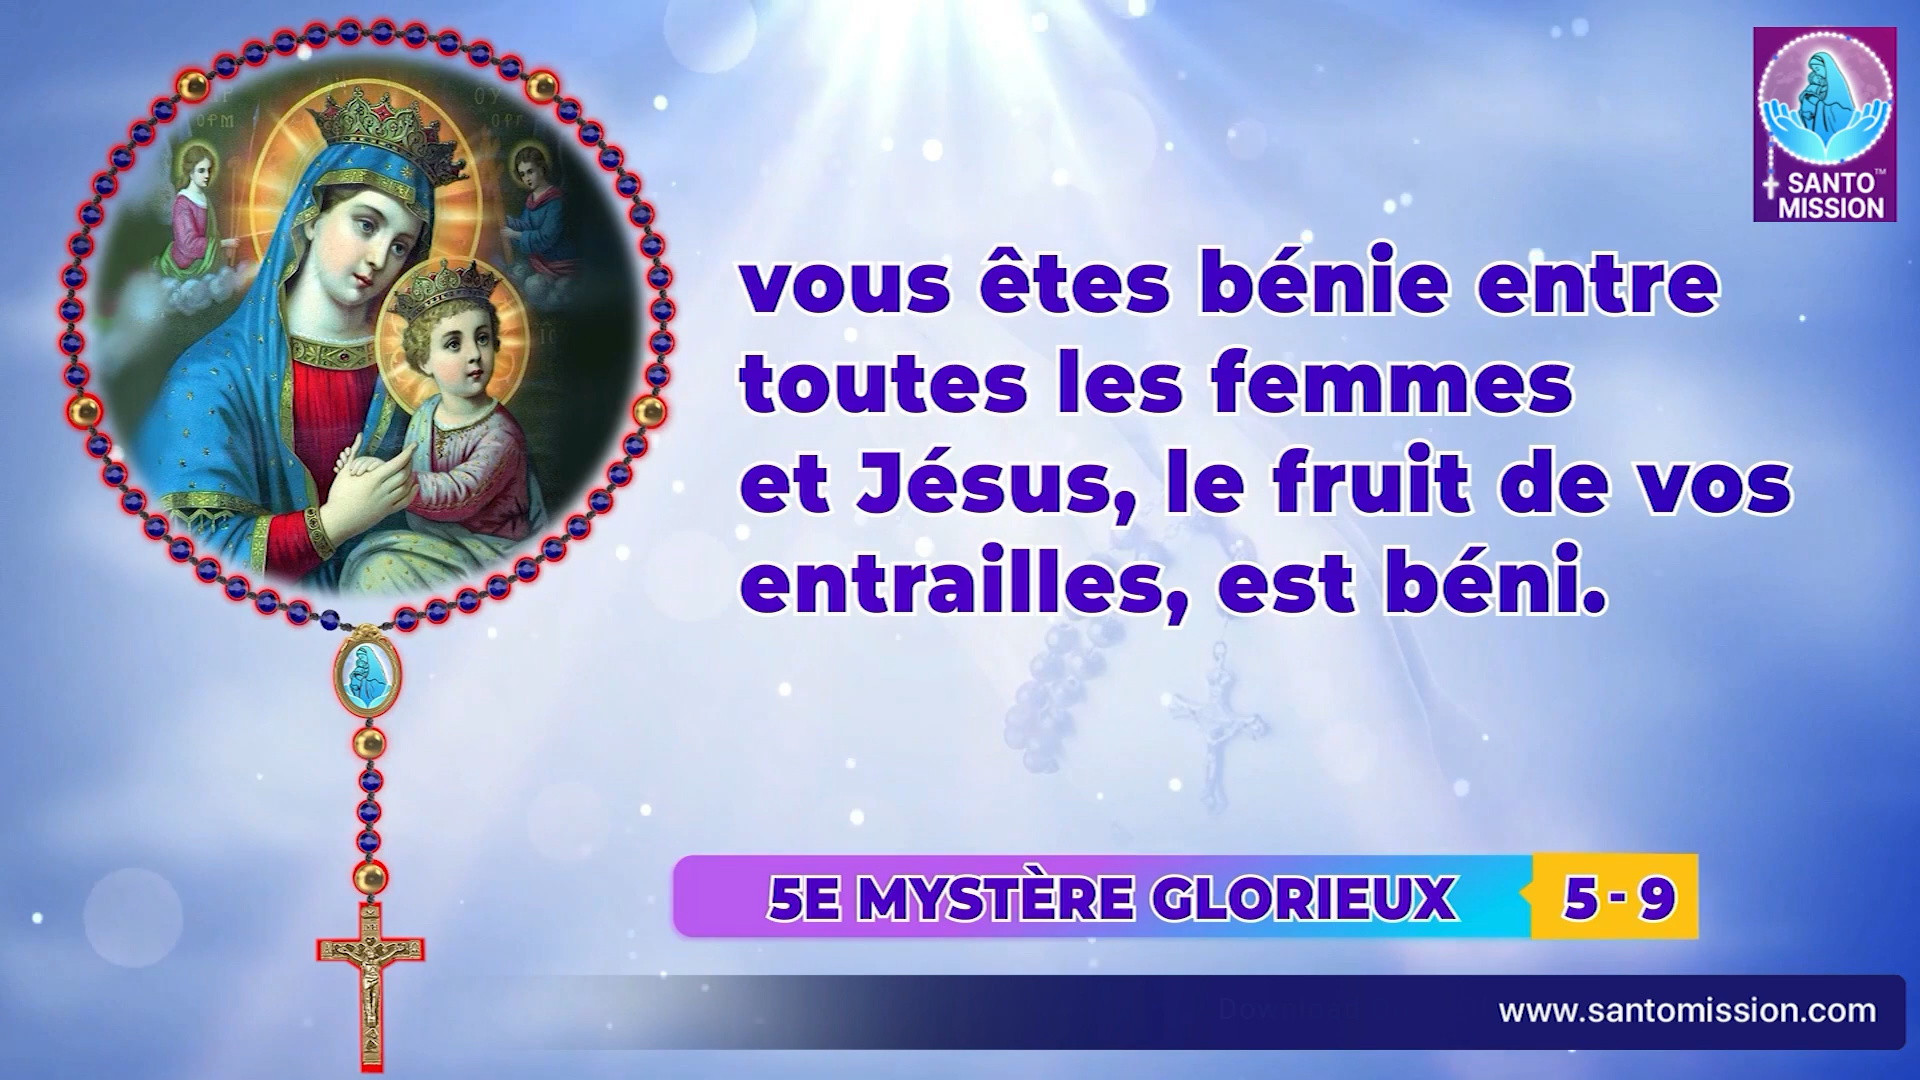 SANTO™
MISSION
vous êtes bénie entre
toutes les femmes
et Jésus, le fruit de vos
entrailles, est béni.
5E MYSTÈRE GLORIEUX
5 - 9
www.santomission.com